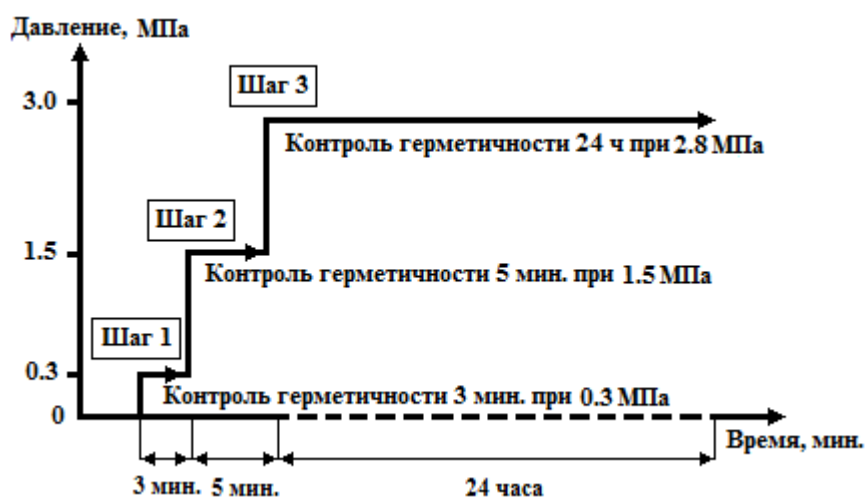 Давление, МПа
Шаг 3
3.0
Контроль герметичности 24 ч при 2.8 МПа
Шаг 2
1.5
Контроль герметичности 5 мин. при 1.5 МПа
Шаг 1
0.3
Контроль герметичности 3 мин. при 0.3 МПа
0
Время, мин.
3 мин. 5 мин. 24 часа